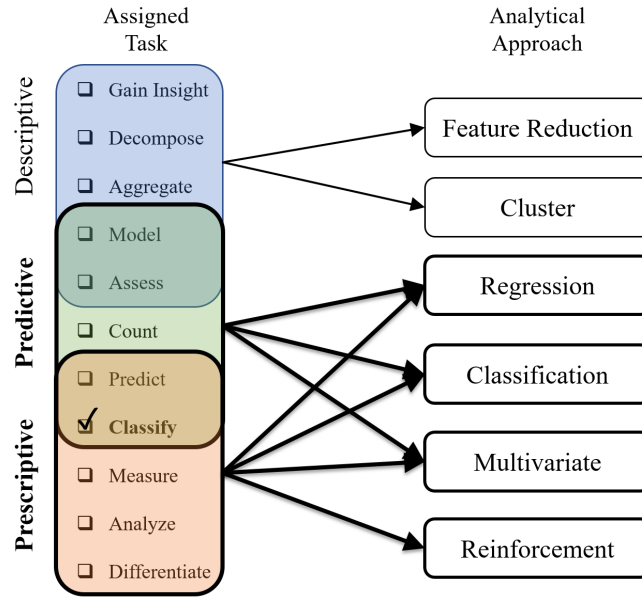 Assigned
Task
Analytical
Approach
Descriptive
Predictive
Prescriptive
Gain Insight
Decompose
Aggregate
Model
Assess
Count
Predict
Classify
Measure
Analyze
Differentiate
Feature Reduction
Cluster
Regression
Classification
Multivariate
Reinforcement